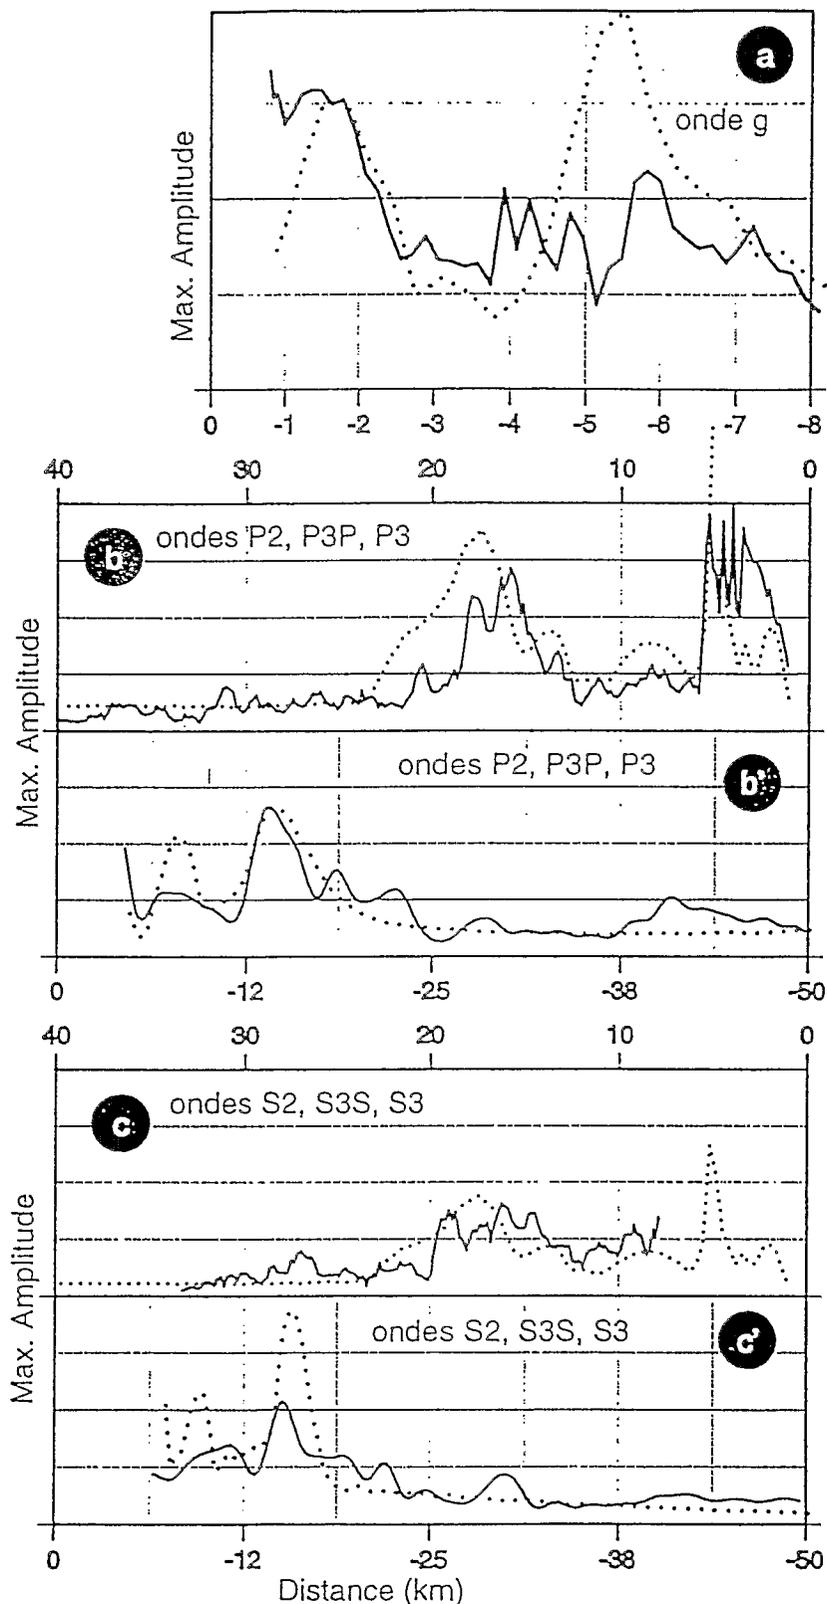 a
onde g
Max. Amplitude
0 -1 -2 -3 -4 -5 -6 -7 -8
40 30 20 10 0
b ondes P2, P3P, P3
Max. Amplitude
ondes P2, P3P, P3 b'
0 -12 -25 -38 -50
40 30 20 10 0
c ondes S2, S3S, S3
Max. Amplitude
ondes S2, S3S, S3 c'
0 -12 -25 -38 -50
Distance (km)